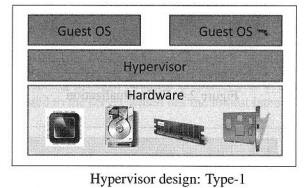 Guest OS Guest OS
Hypervisor
Hardware
Hypervisor design: Type-1